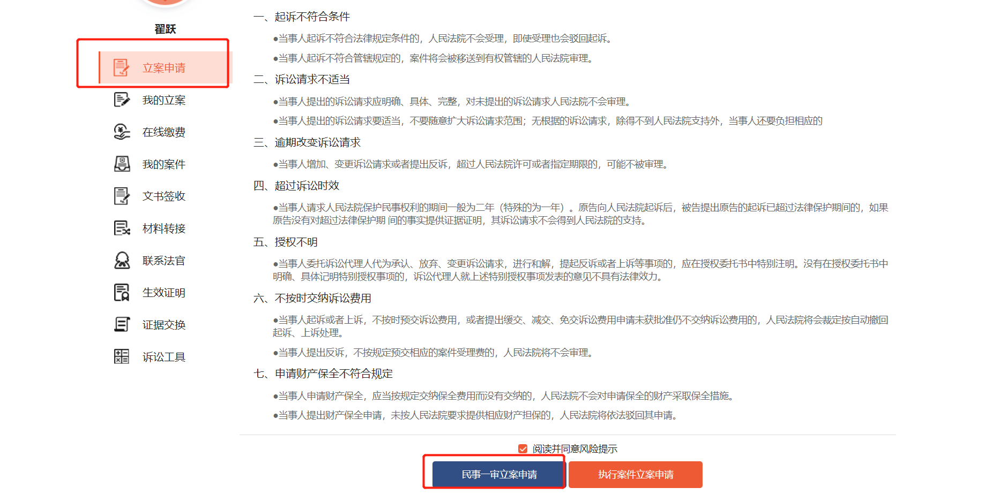 翟跃
立案申请
我的立案
在线缴费
我的案件
文书签收
材料转接
联系法官
生效证明
证据交换
诉讼工具
一、起诉不符合条件
●当事人起诉不符合法律规定条件的，人民法院不会受理，即使受理也会驳回起诉。
●当事人起诉不符合管辖规定的，案件将会被移送到有权管辖的人民法院审理。
二、诉讼请求不适当
●当事人提出的诉讼请求应明确、具体、完整，对未提出的诉讼请求人民法院不会审理。
●当事人提出的诉讼请求要适当，不要随意扩大诉讼请求范围；无根据的诉讼请求，除得不到人民法院支持外，当事人还要负担相应的
三、逾期改变诉讼请求
●当事人增加、变更诉讼请求或者提出反诉，超过人民法院许可或者指定期限的，可能不被审理。
四、超过诉讼时效
●当事人请求人民法院保护民事权利的期间一般为二年（特殊的为一年）。原告向人民法院起诉后，被告提出原告的起诉已超过法律保护期间的，如果
原告没有对超过法律保护期 间的事实提供证据证明，其诉讼请求不会得到人民法院的支持。
五、授权不明
●当事人委托诉讼代理人代为承认、放弃、变更诉讼请求，进行和解，提起反诉或者上诉等事项的，应在授权委托书中特别注明。没有在授权委托书中
明确、具体记明特别授权事项的，诉讼代理人就上述特别授权事项发表的意见不具有法律效力。
六、不按时交纳诉讼费用
●当事人起诉或者上诉，不按时预交诉讼费用，或者提出缓交、减交、免交诉讼费用申请未获批准仍不交纳诉讼费用的，人民法院将会裁定按自动撤回
起诉、上诉处理。
●当事人提出反诉，不按规定预交相应的案件受理费的，人民法院将不会审理。
七、申请财产保全不符合规定
●当事人申请财产保全，应当按规定交纳保全费用而没有交纳的，人民法院不会对申请保全的财产采取保全措施。
●当事人提出财产保全申请，未按人民法院要求提供相应财产担保的，人民法院将依法驳回其申请。
阅读并同意风险提示
民事一审立案申请
执行案件立案申请